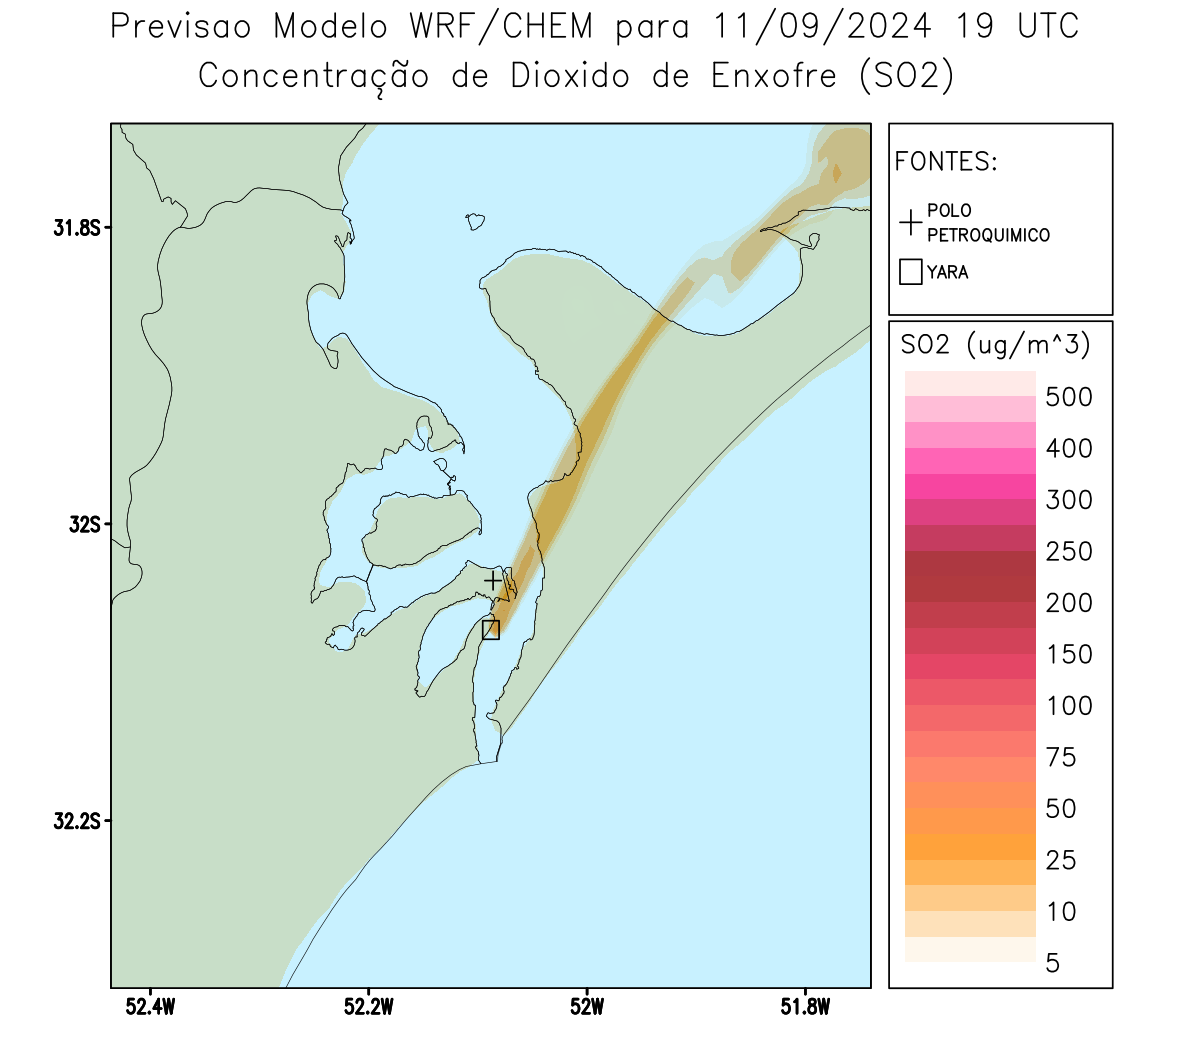 Previsao Modelo WRF/CHEM para 11/09/2024 19 UTC
Concentração de Dioxido de Enxofre (SO2)
FONTES:
POLO
PETROQUIMICO
YARA
31.8S
32S
32.2S
52.4W
52.2W
52W
51.8W
SO2 (ug/m^3)
500
400
300
250
200
150
100
75
50
25
10
5